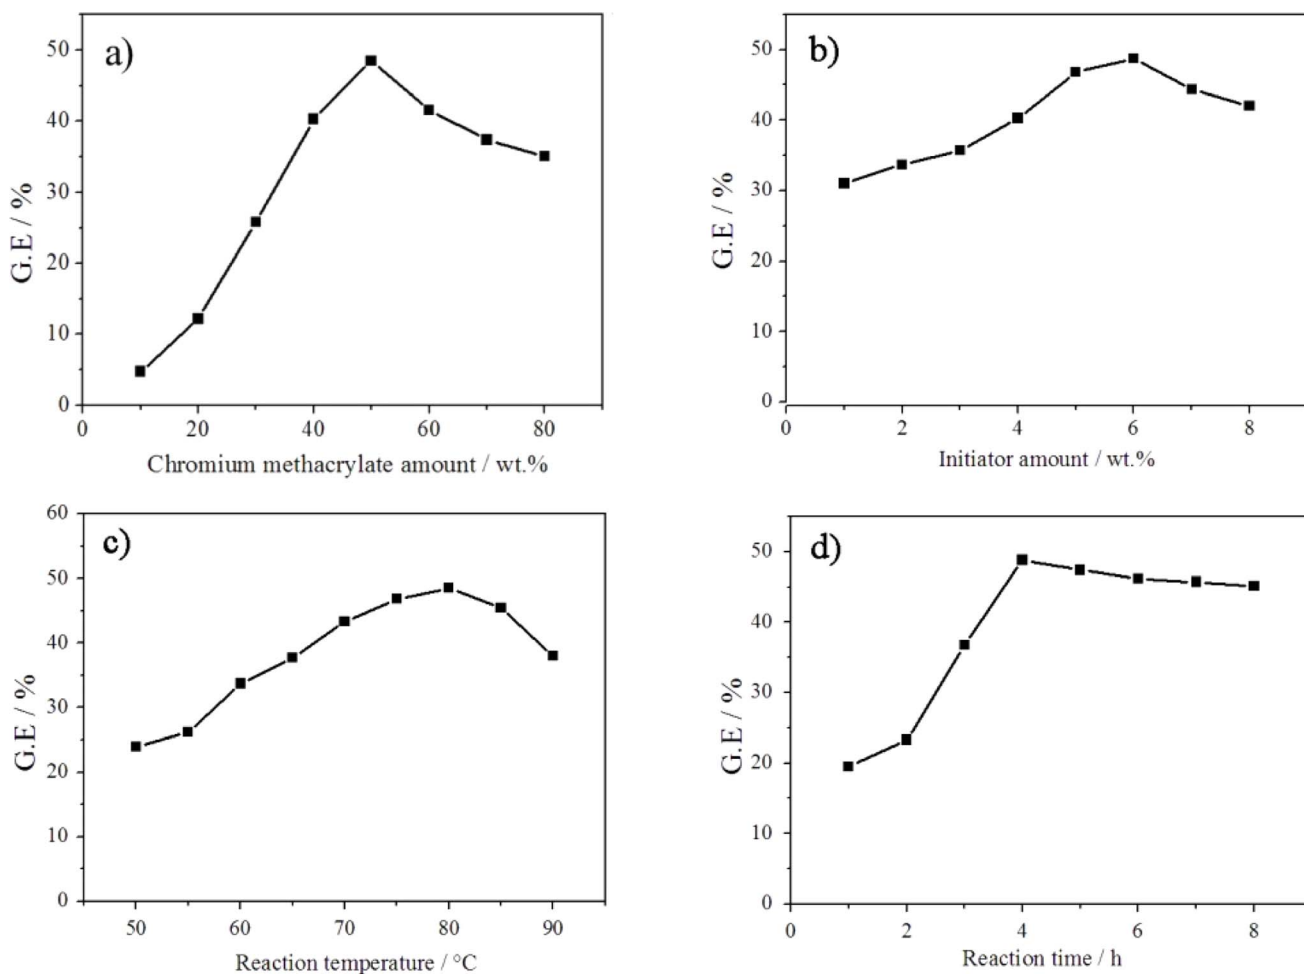 a)
50
40
30
20
10
0
G.E / %
0 20 40 60 80
Chromium methacrylate amount / wt.%
b)
50
40
30
20
10
0
G.E / %
0 2 4 6 8
Initiator amount / wt.%
c)
60
50
40
30
20
10
0
G.E / %
50 60 70 80 90
Reaction temperature / °C
d)
50
40
30
20
10
0
G.E / %
0 2 4 6 8
Reaction time / h